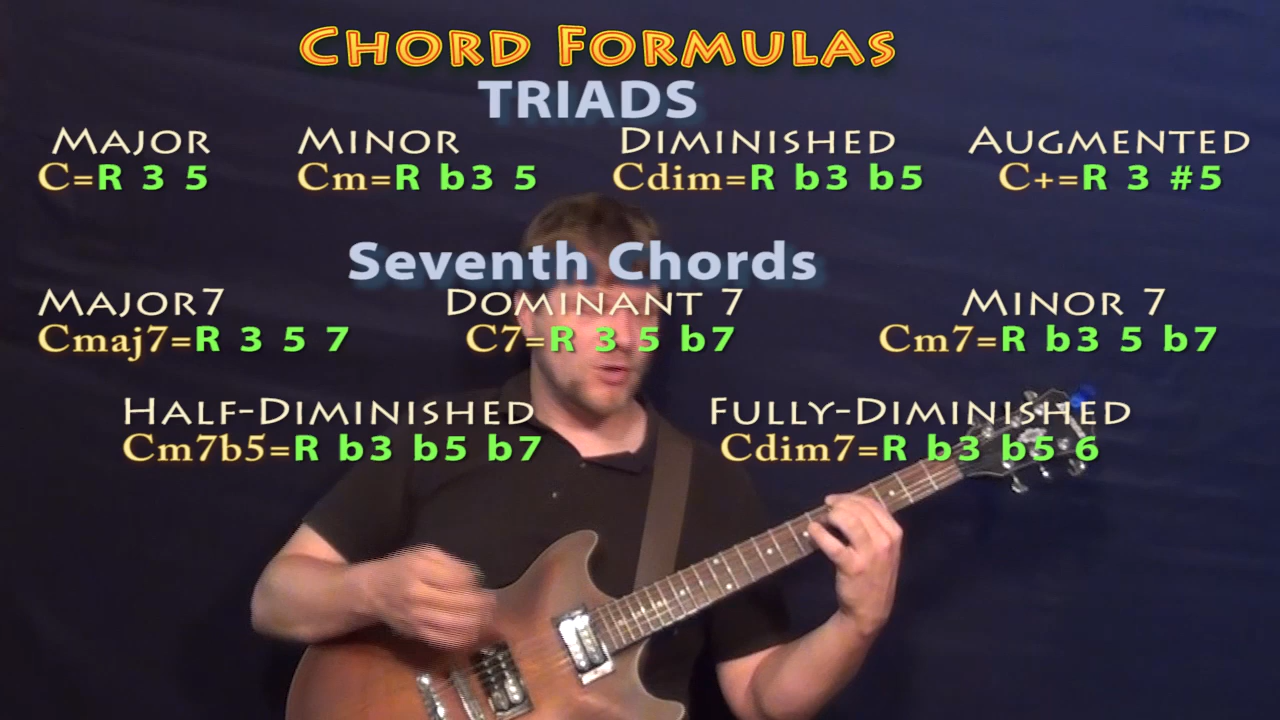 CHORD FORMULAS
TRIADS
MAJOR MINOR DIMINISHED AUGMENTED
C=R 3 5 Cm=R b3 5 Cdim=R b3 b5 C+=R 3 #5
Seventh Chords
MAJOR7 DOMINANT 7 MINOR 7
Cmaj7=R 3 5 7 C7=R 3 5 b7 Cm7=R b3 5 b7
HALF-DIMINISHED FULLY-DIMINISHED
Cm7b5=R b3 b5 b7 Cdim7=R b3 b5 6